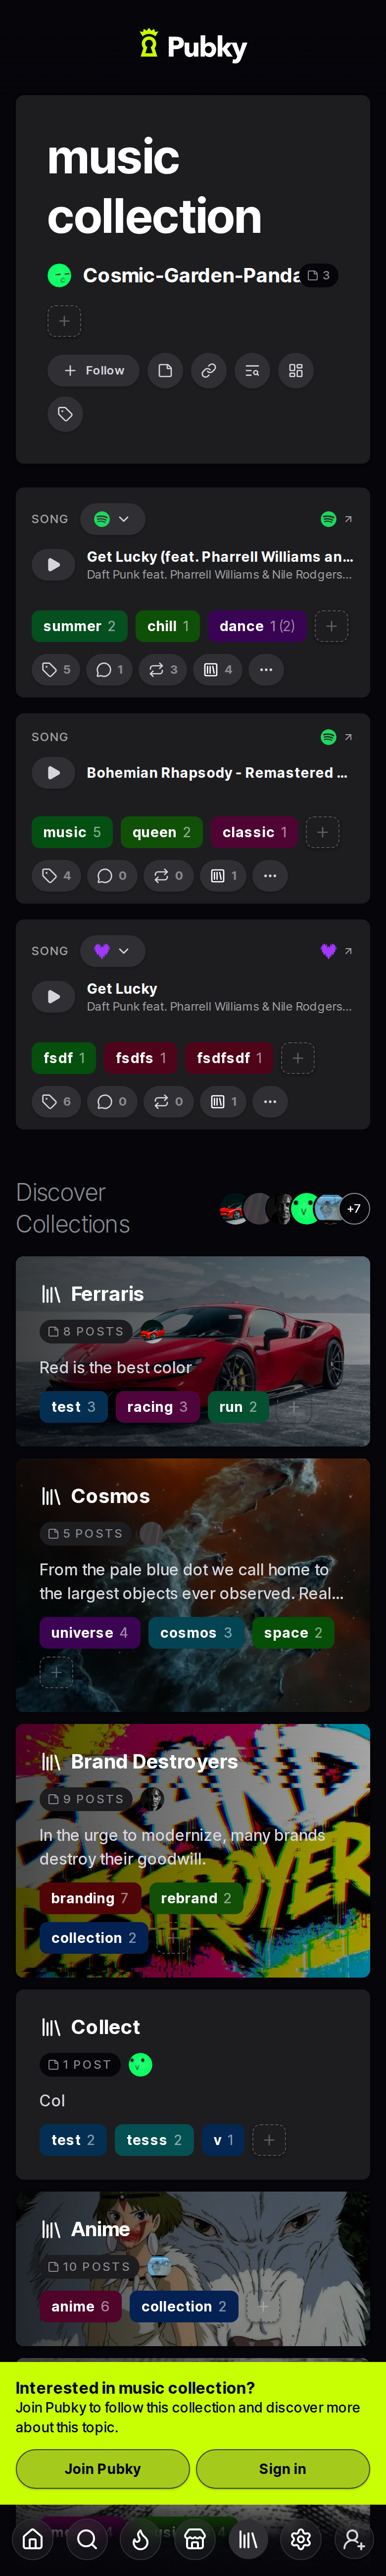 Pubky
music
collection
Cosmic-Garden-Panda 3
Follow
SONG
Get Lucky (feat. Pharrell Williams an...
Daft Punk feat. Pharrell Williams & Nile Rodgers...
summer 2 chill 1 dance 1 (2)
5 1 3 4
SONG
Bohemian Rhapsody - Remastered ...
music 5 queen 2 classic 1
4 0 0 1
SONG
Get Lucky
Daft Punk feat. Pharrell Williams & Nile Rodgers...
fsdf 1 fsdfs 1 fsdfsdf 1
6 0 0 1
Discover
Collections
+7
Ferraris
8 POSTS
Red is the best color
test 3 racing 3 run 2
Cosmos
5 POSTS
From the pale blue dot we call home to
the largest objects ever observed. Real...
universe 4 cosmos 3 space 2
Brand Destroyers
9 POSTS
In the urge to modernize, many brands
destroy their goodwill.
branding 7 rebrand 2
collection 2
Collect
1 POST
Col
test 2 tesss 2 v 1
Anime
10 POSTS
anime 6 collection 2
Interested in music collection?
Join Pubky to follow this collection and discover more
about this topic.
Join Pubky Sign in